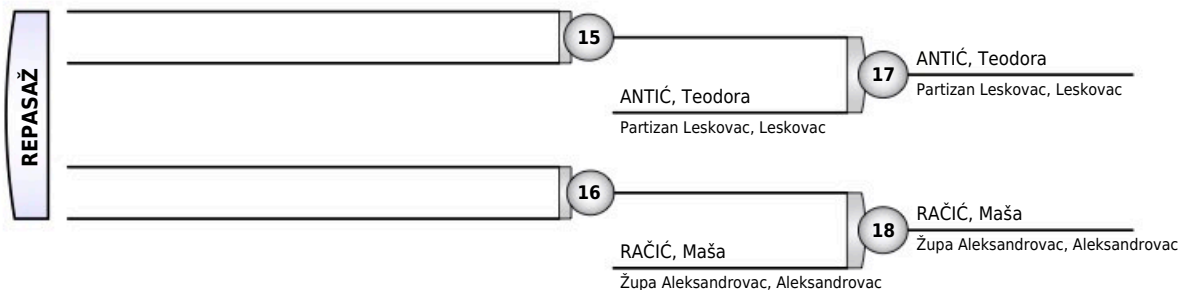 REPASAŽ
15
17
ANTIĆ, Teodora
Partizan Leskovac, Leskovac
ANTIĆ, Teodora
Partizan Leskovac, Leskovac
16
18
RAČIĆ, Maša
Župa Aleksandrovac, Aleksandrovac
RAČIĆ, Maša
Župa Aleksandrovac, Aleksandrovac